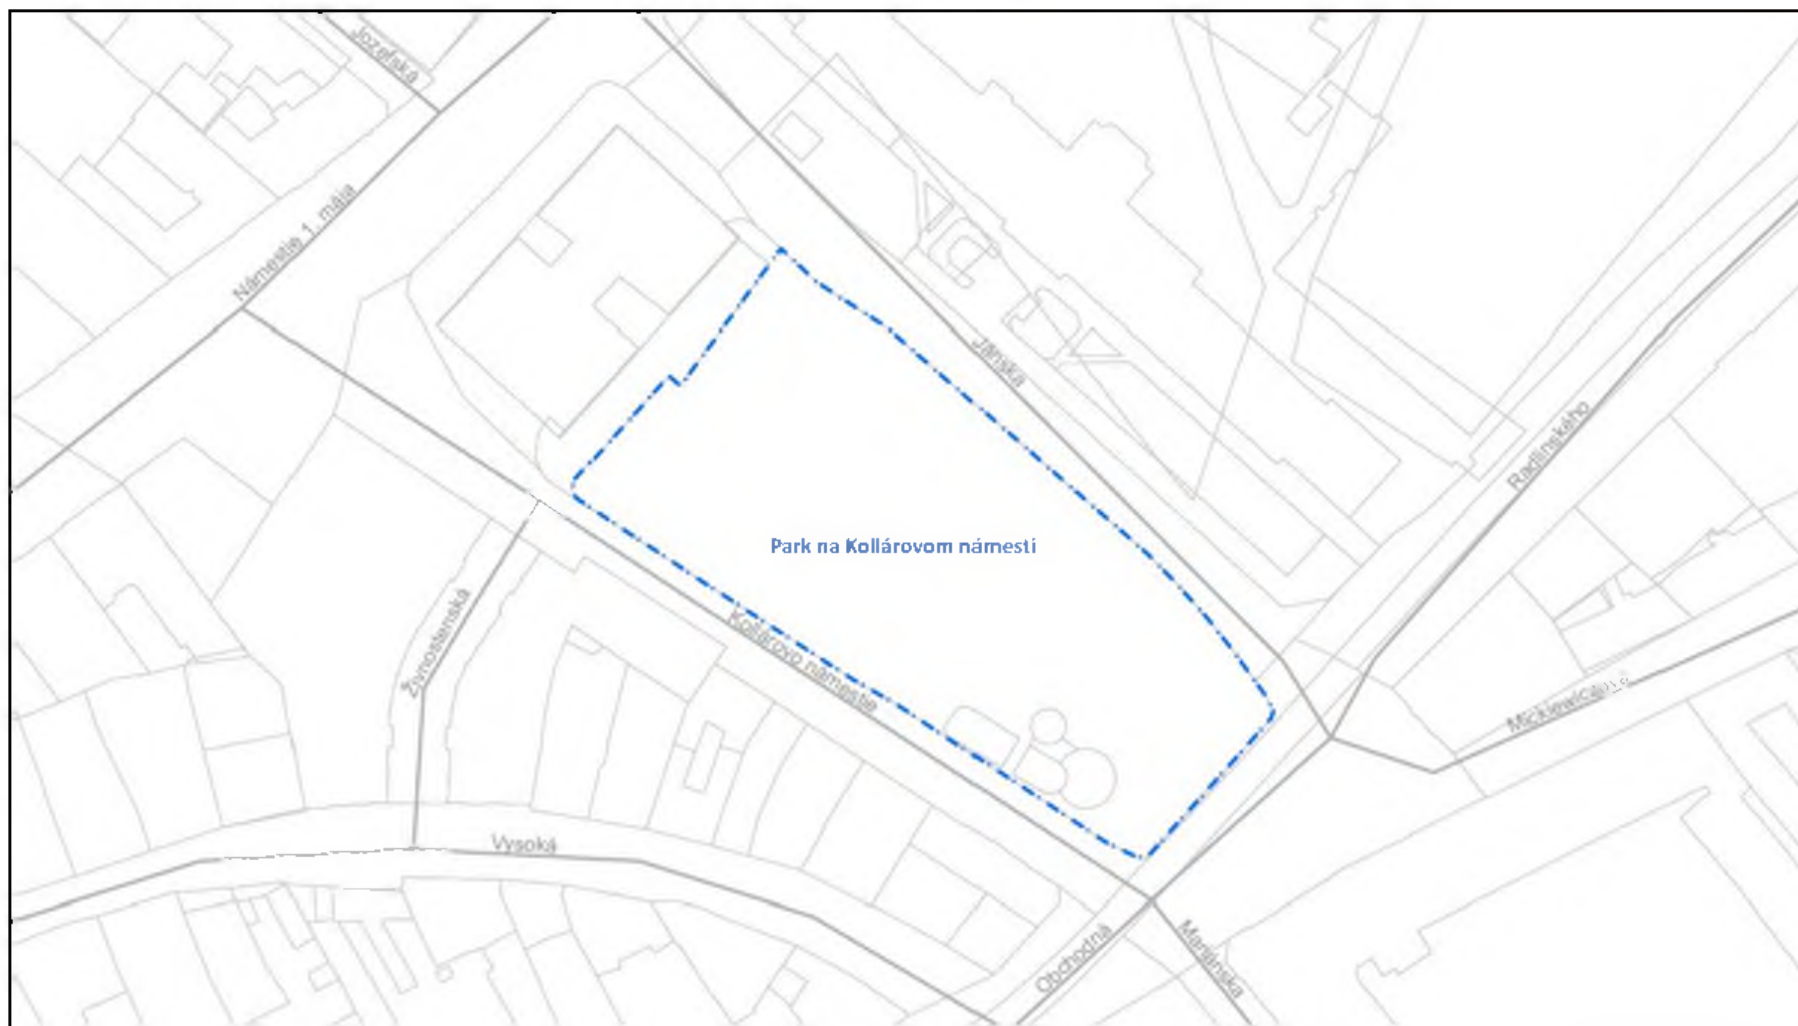 Jozefská
Námestie 1. mája
Jánska
Radlinského
Park na Kollárovom námestí
Živnostenská
Kollárovo námestie
Mickiewiczova
Vysoká
Obchodná
Mariánska